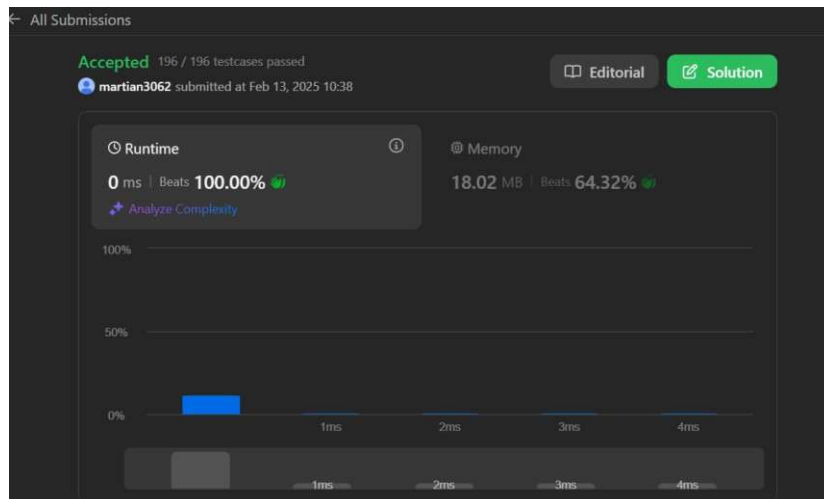 ← All Submissions
Accepted 196 / 196 testcases passed
martian3062 submitted at Feb 13, 2025 10:38
Editorial
Solution
Runtime
0 ms | Beats 100.00%
Analyze Complexity
Memory
18.02 MB | Beats 64.32%
100%
50%
0%
1ms 2ms 3ms 4ms
1ms 2ms 3ms 4ms